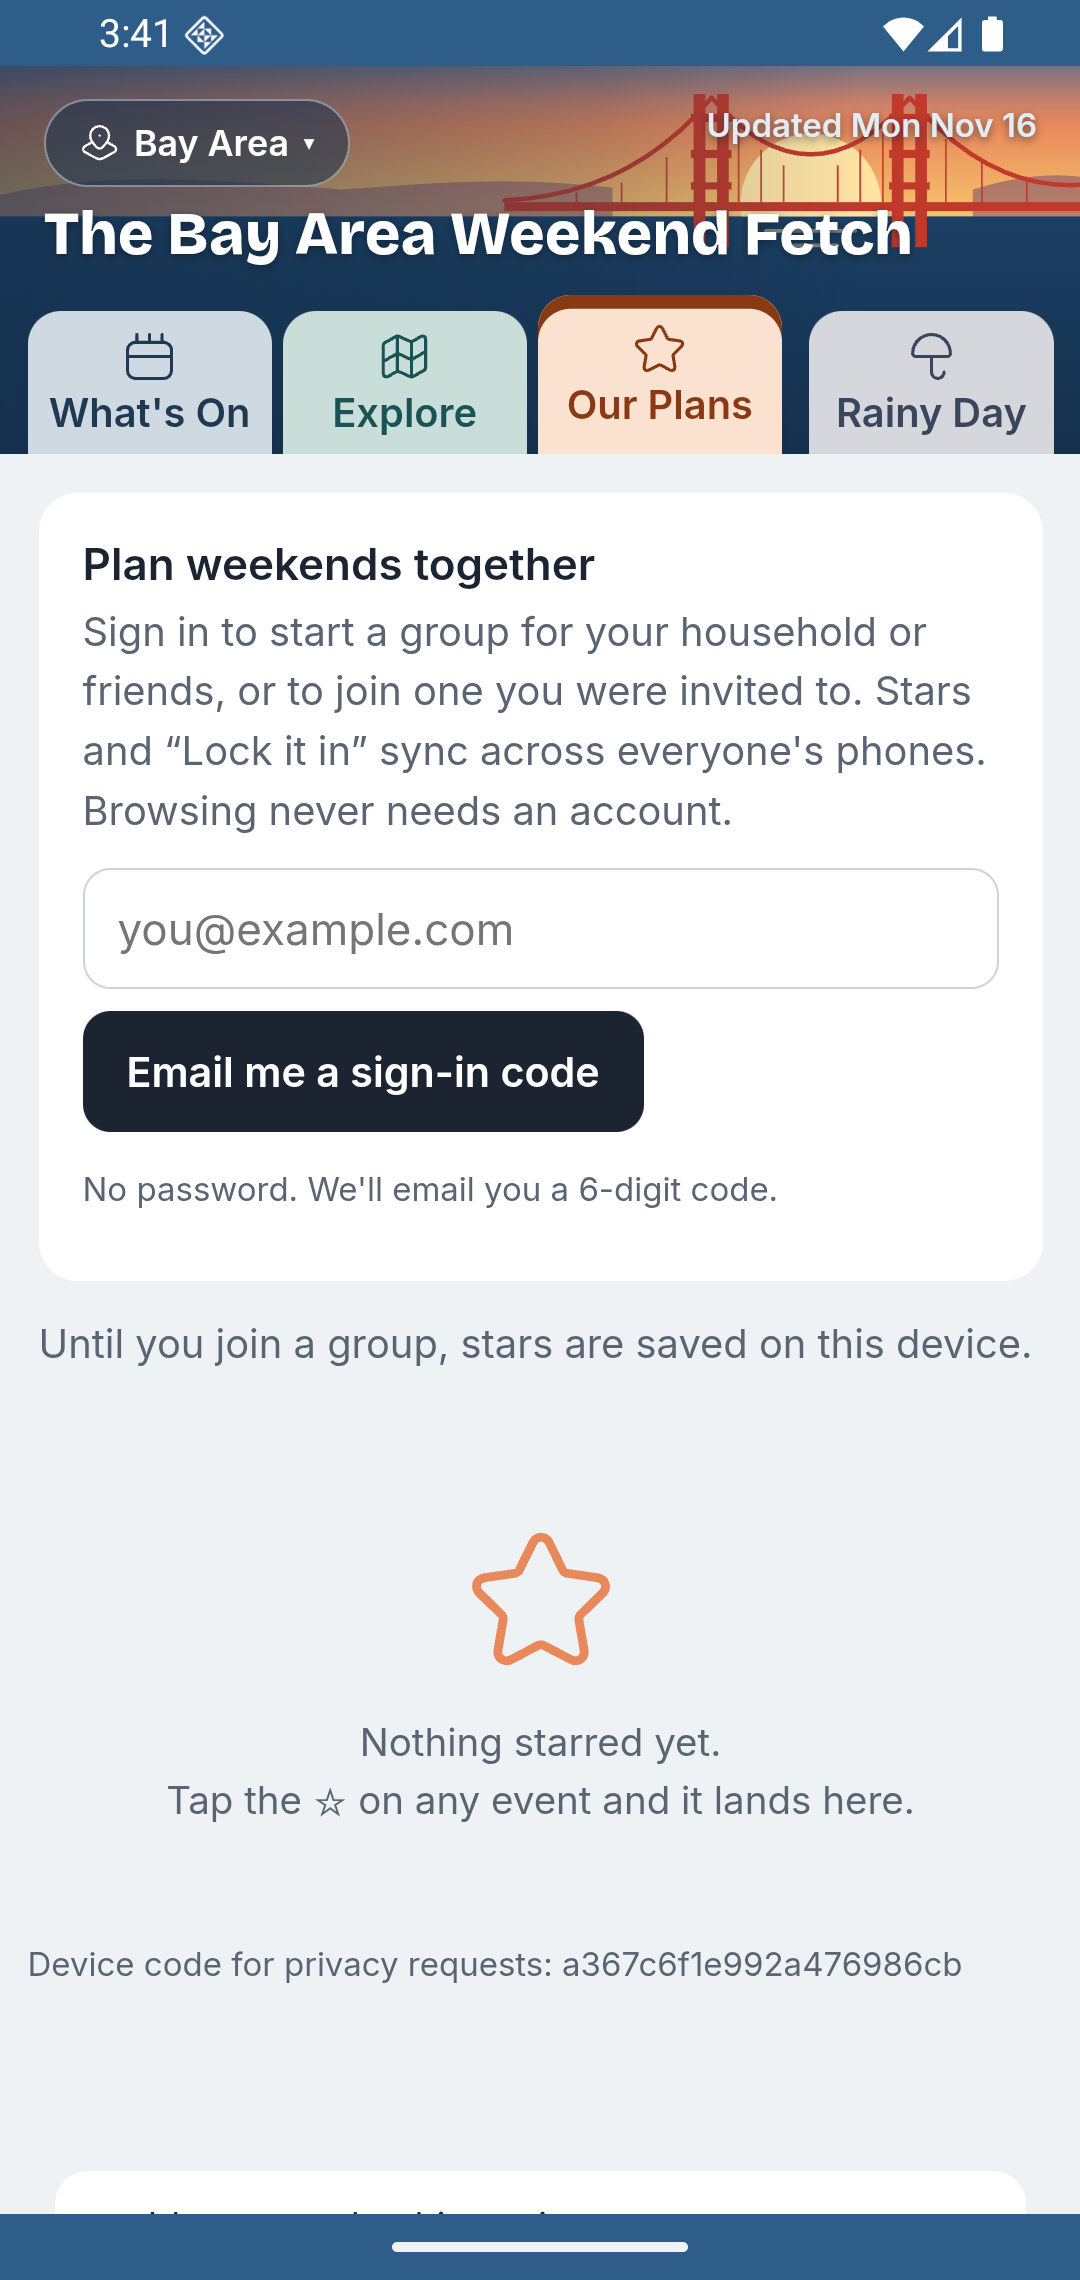 3:41
Bay Area ▾
Updated Mon Nov 16
The Bay Area Weekend Fetch
What's On
Explore
Our Plans
Rainy Day
Plan weekends together
Sign in to start a group for your household or
friends, or to join one you were invited to. Stars
and “Lock it in” sync across everyone's phones.
Browsing never needs an account.
you@example.com
Email me a sign-in code
No password. We'll email you a 6-digit code.
Until you join a group, stars are saved on this device.
Nothing starred yet.
Tap the ☆ on any event and it lands here.
Device code for privacy requests: a367c6f1e992a476986cb